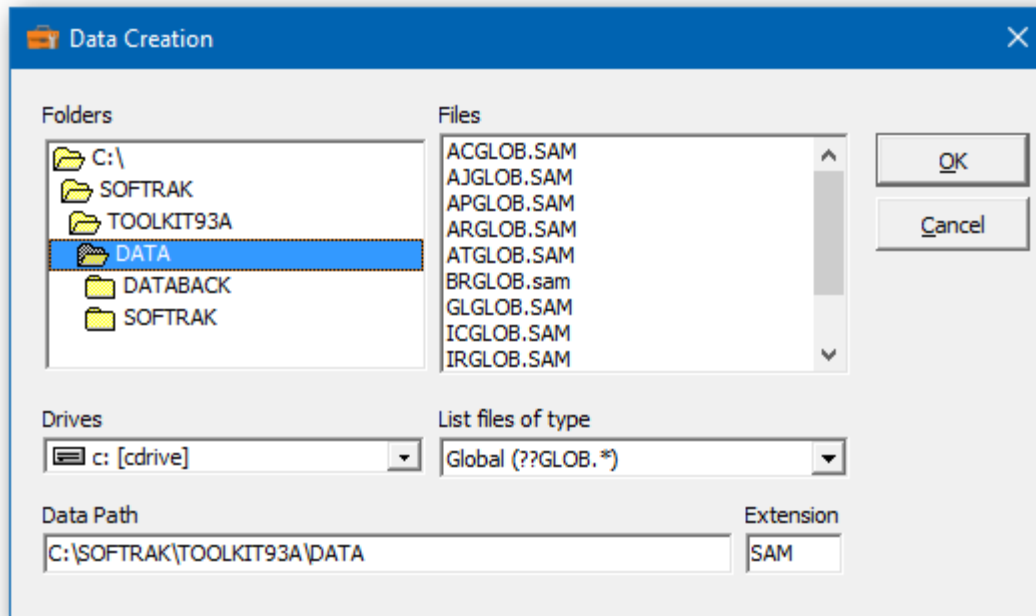 Data Creation
Folders
C:\
SOFTRAK
TOOLKIT93A
DATA
DATABACK
SOFTRAK
Files
ACGLOB.SAM
AJGLOB.SAM
APGLOB.SAM
ARGLOB.SAM
ATGLOB.SAM
BRGLOB.sam
GLGLOB.SAM
ICGLOB.SAM
IRGLOB.SAM
OK
Cancel
Drives
c: [cdrive]
List files of type
Global (??GLOB.*)
Data Path
C:\SOFTRAK\TOOLKIT93A\DATA
Extension
SAM